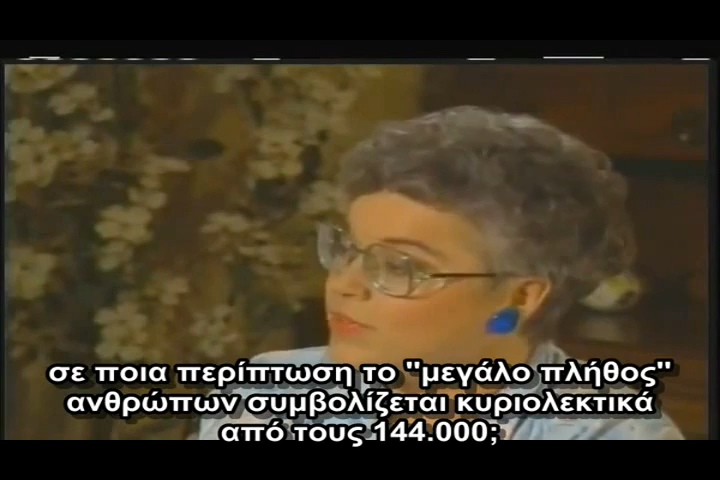 σε ποια περίπτωση το "μεγάλο πλήθος"
ανθρώπων συμβολίζεται κυριολεκτικά
από τους 144.000;